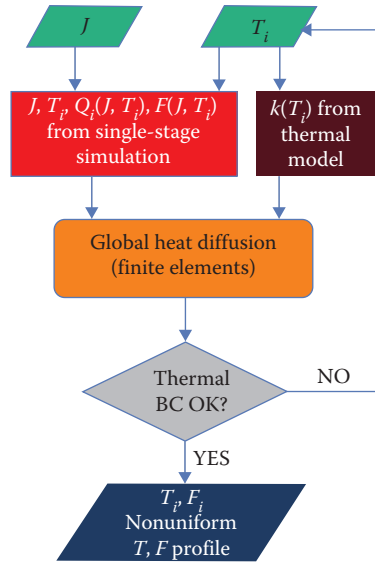 J
T_i
J, T_i, Q_i(J, T_i), F(J, T_i)
from single-stage
simulation
k(T_i) from
thermal
model
Global heat diffusion
(finite elements)
Thermal
BC OK?
NO
YES
T_i, F_i
Nonuniform
T, F profile